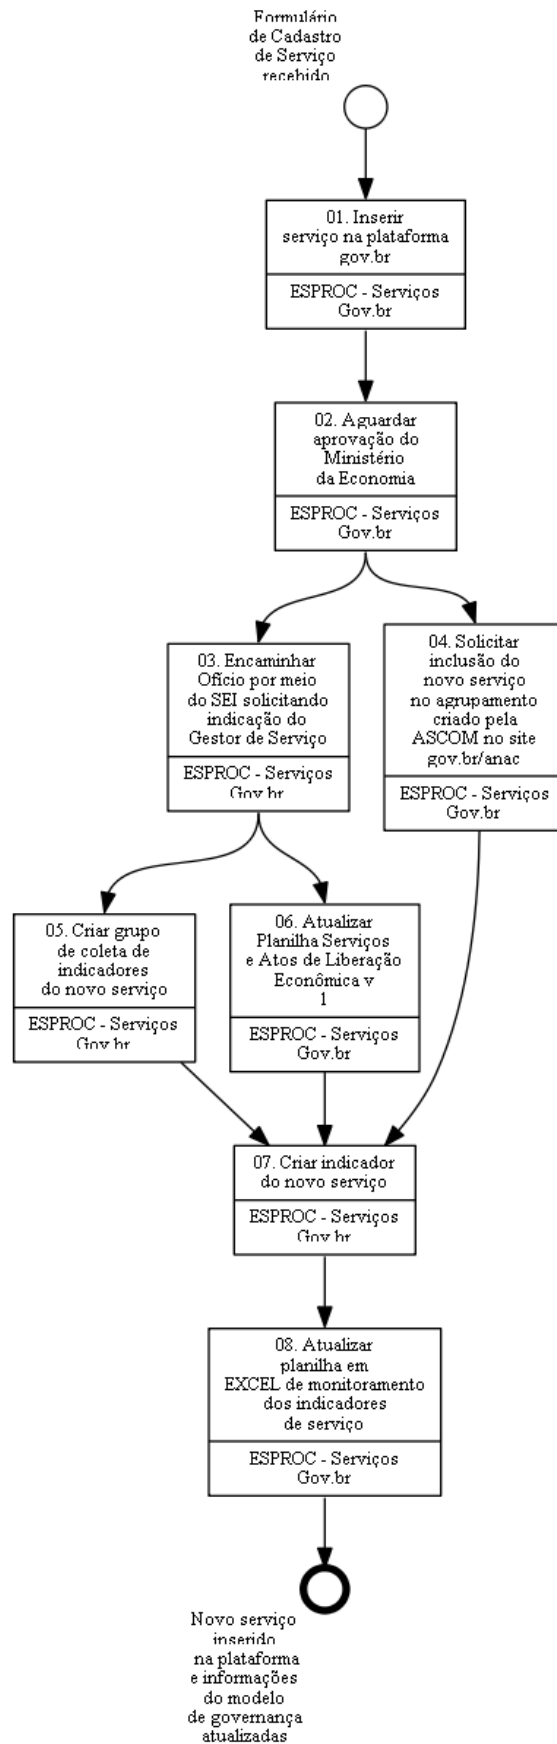 Formulário
de Cadastro
de Serviço
recebido
01. Inserir
serviço na plataforma
gov.br
ESPROC - Serviços
Gov.br
02. Aguardar
aprovação do
Ministério
da Economia
ESPROC - Serviços
Gov.br
03. Encaminhar
Ofício por meio
do SEI solicitando
indicação do
Gestor de Serviço
ESPROC - Serviços
Gov.br
04. Solicitar
inclusão do
novo serviço
no agrupamento
criado pela
ASCOM no site
gov.br/anac
ESPROC - Serviços
Gov.br
05. Criar grupo
de coleta de
indicadores
do novo serviço
ESPROC - Serviços
Gov.br
06. Atualizar
Planilha Serviços
e Atos de Liberação
Econômica v
1
ESPROC - Serviços
Gov.br
07. Criar indicador
do novo serviço
ESPROC - Serviços
Gov.br
08. Atualizar
planilha em
EXCEL de monitoramento
dos indicadores
de serviço
ESPROC - Serviços
Gov.br
Novo serviço
inserido
na plataforma
e informações
do modelo
de governança
atualizadas